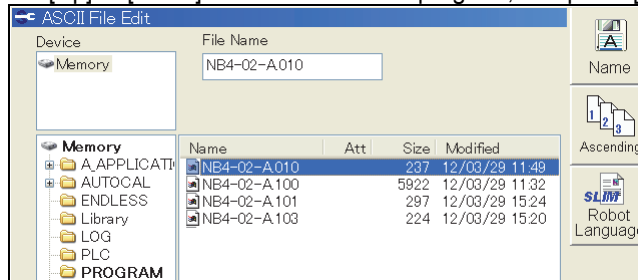 ASCII File Edit
Device
File Name
Memory
NB4-02-A.010
Name
Memory
A_APPLICATI
AUTOCAL
ENDLESS
Library
LOG
PLC
PROGRAM
Name Att Size Modified
NB4-02-A.010 237 12/03/29 11:49
NB4-02-A.100 5922 12/03/29 11:32
NB4-02-A.101 297 12/03/29 15:24
NB4-02-A.103 224 12/03/29 15:20
1 2 3
Ascending
SLIM
Robot
Language